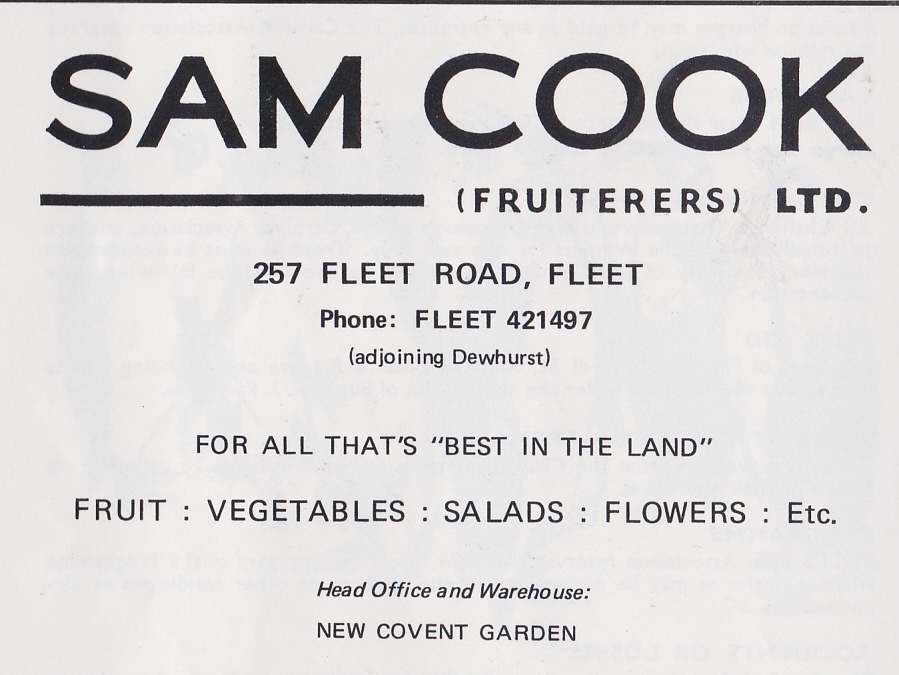 SAM COOK
(FRUITERERS) LTD.
257 FLEET ROAD, FLEET
Phone: FLEET 421497
(adjoining Dewhurst)
FOR ALL THAT'S "BEST IN THE LAND"
FRUIT : VEGETABLES : SALADS : FLOWERS : Etc.
Head Office and Warehouse:
NEW COVENT GARDEN